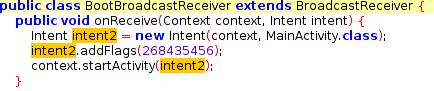 public class BootBroadcastReceiver extends BroadcastReceiver {
public void onReceive(Context context, Intent intent) {
Intent intent2 = new Intent(context, MainActivity.class);
intent2.addFlags(268435456);
context.startActivity(intent2);
}